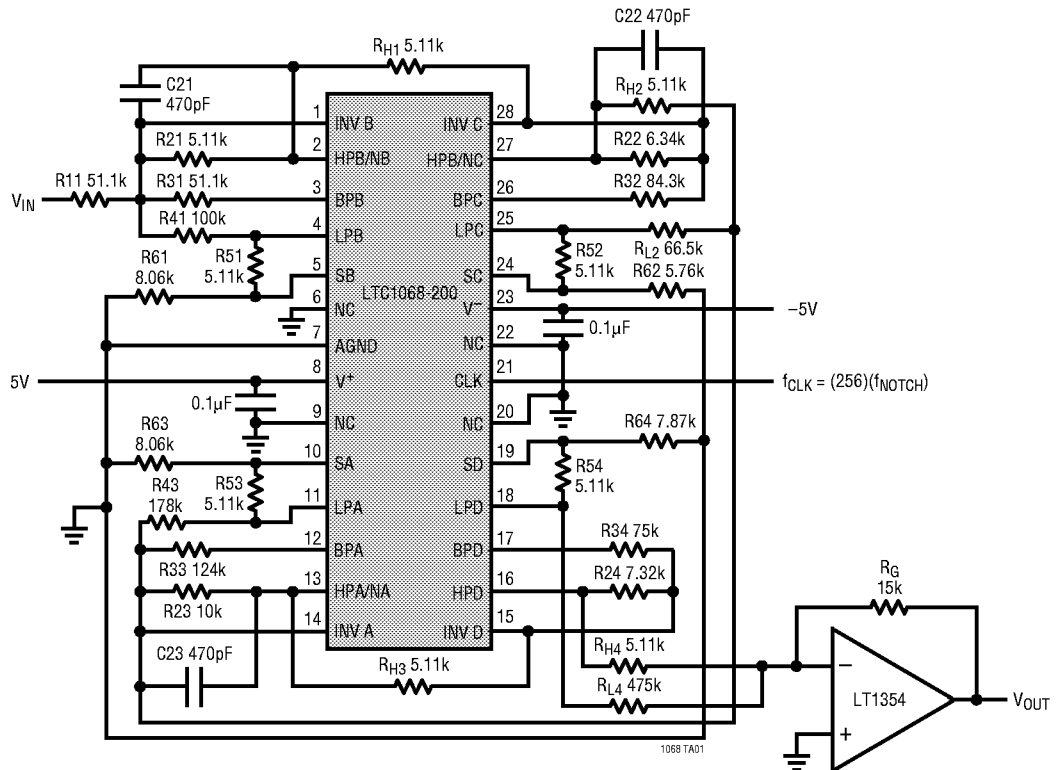 C22 470pF
RH1 5.11k
C21
470pF
RH2 5.11k
1
INV B
INV C
28
R21 5.11k
2
HPB/NB
HPB/NC
27
R22 6.34k
VIN
R11 51.1k
R31 51.1k
3
BPB
BPC
26
R32 84.3k
R41 100k
4
LPB
LPC
25
RL2 66.5k
R61
8.06k
R51
5.11k
5
SB
SC
24
R52
5.11k
R62 5.76k
LTC1068-200
6
NC
V−
23
−5V
7
AGND
NC
22
0.1µF
5V
8
V+
CLK
21
fCLK = (256)(fNOTCH)
0.1µF
9
NC
NC
20
R63
8.06k
10
SA
SD
19
R64 7.87k
R43
178k
R53
5.11k
11
LPA
LPD
18
R54
5.11k
12
BPA
BPD
17
R34 75k
R33 124k
13
HPA/NA
HPD
16
R24 7.32k
R23 10k
14
INV A
INV D
15
RG
15k
C23 470pF
RH3 5.11k
RH4 5.11k
RL4 475k
−
LT1354
+
VOUT
1068 TA01